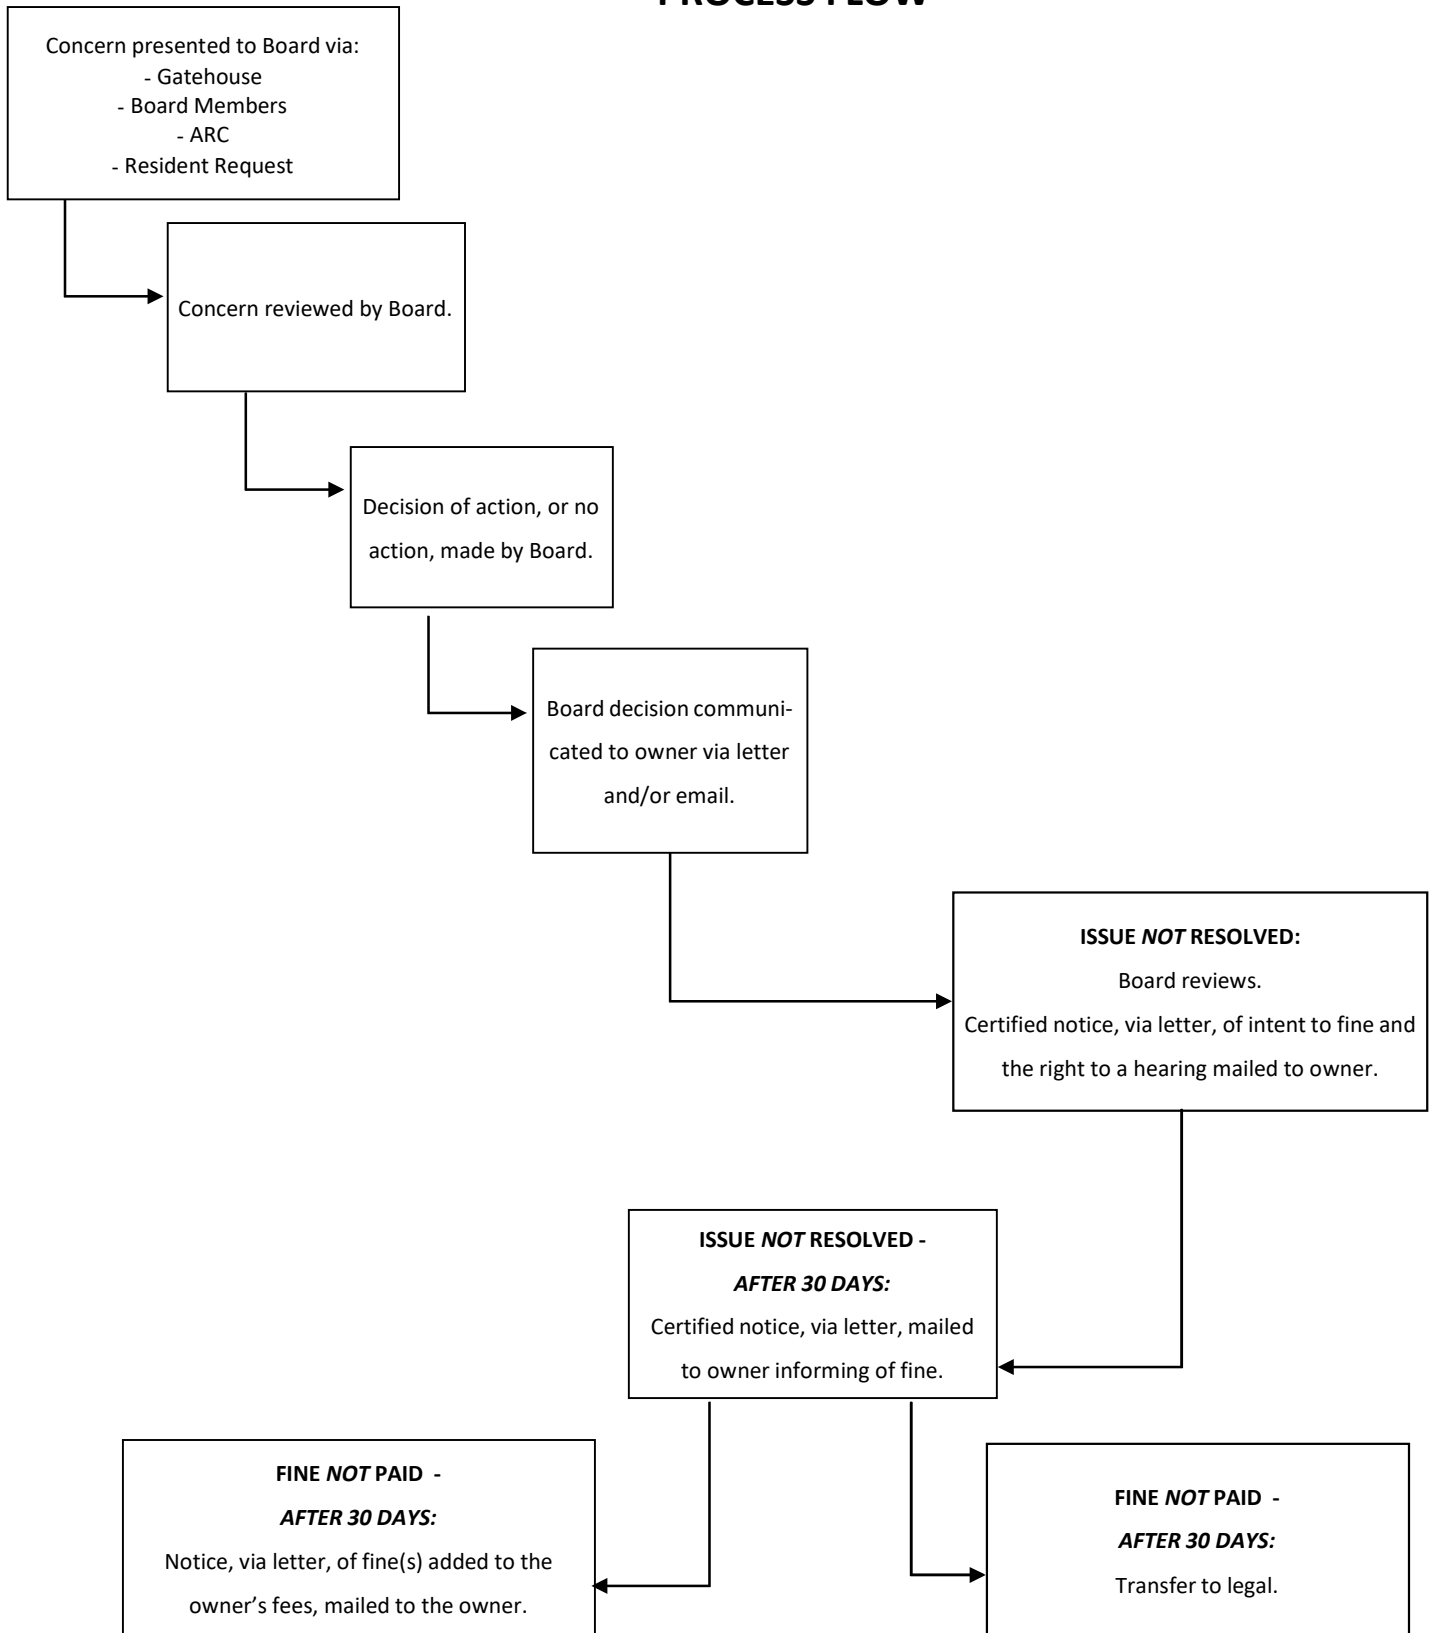 PROCESS FLOW
Concern presented to Board via:
- Gatehouse
- Board Members
- ARC
- Resident Request
Concern reviewed by Board.
Decision of action, or no
action, made by Board.
Board decision communi-
cated to owner via letter
and/or email.
ISSUE NOT RESOLVED:
Board reviews.
Certified notice, via letter, of intent to fine and
the right to a hearing mailed to owner.
ISSUE NOT RESOLVED -
AFTER 30 DAYS:
Certified notice, via letter, mailed
to owner informing of fine.
FINE NOT PAID -
AFTER 30 DAYS:
Notice, via letter, of fine(s) added to the
owner’s fees, mailed to the owner.
FINE NOT PAID -
AFTER 30 DAYS:
Transfer to legal.